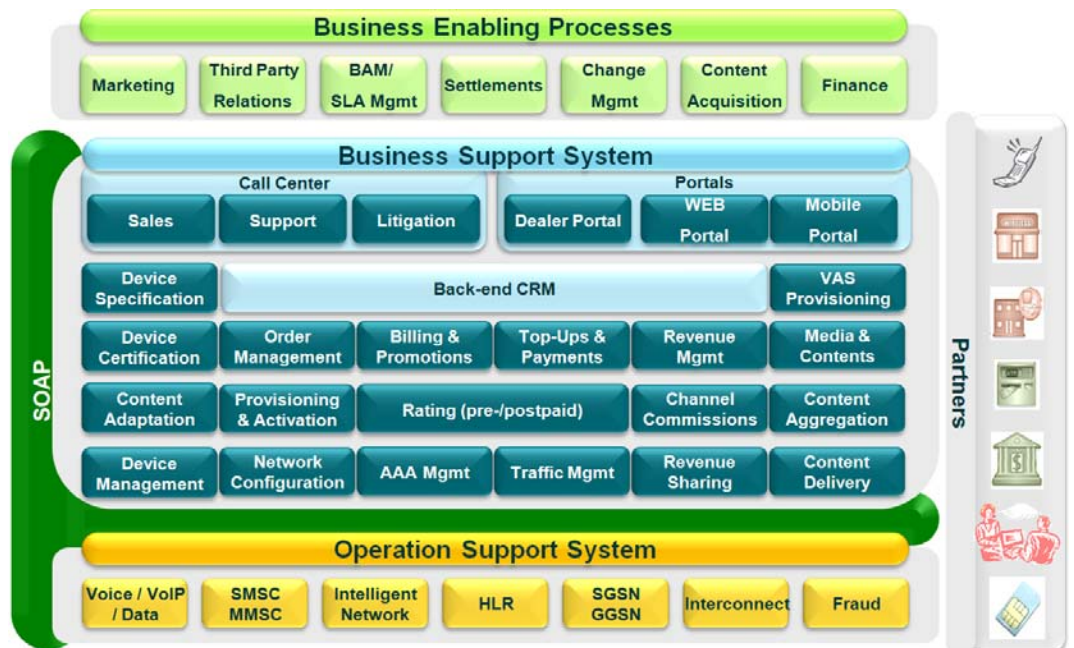 Business Enabling Processes
Marketing
Third Party
Relations
BAM/
SLA Mgmt
Settlements
Change
Mgmt
Content
Acquisition
Finance
Business Support System
Call Center
Portals
Sales
Support
Litigation
Dealer Portal
WEB
Portal
Mobile
Portal
Device
Specification
Back-end CRM
VAS
Provisioning
Device
Certification
Order
Management
Billing &
Promotions
Top-Ups &
Payments
Revenue
Mgmt
Media &
Contents
Content
Adaptation
Provisioning
& Activation
Rating (pre-/postpaid)
Channel
Commissions
Content
Aggregation
Device
Management
Network
Configuration
AAA Mgmt
Traffic Mgmt
Revenue
Sharing
Content
Delivery
SOAP
Partners
$
Operation Support System
Voice / VoIP
/ Data
SMSC
MMSC
Intelligent
Network
HLR
SGSN
GGSN
Interconnect
Fraud